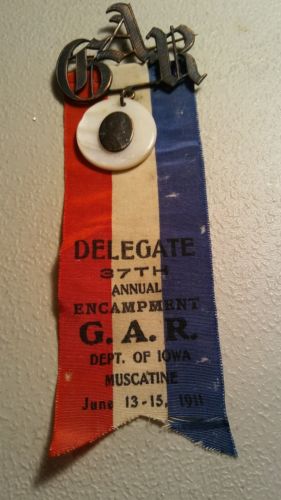 GAR
DELEGATE
37TH
ANNUAL
ENCAMPMENT
G. A. R.
DEPT. OF IOWA
MUSCATINE
June 13-15, 1911